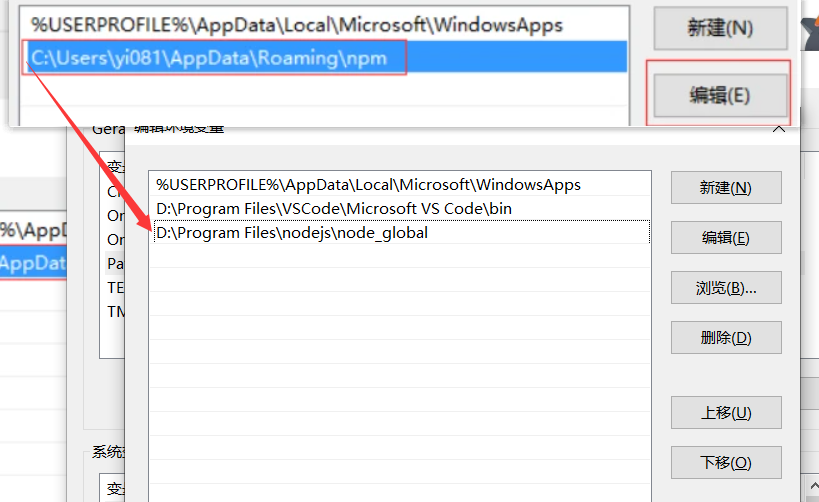 %USERPROFILE%\AppData\Local\Microsoft\WindowsApps
新建(N)
C:\Users\yi081\AppData\Roaming\npm
编辑(E)
编辑环境变量
%USERPROFILE%\AppData\Local\Microsoft\WindowsApps
新建(N)
D:\Program Files\VSCode\Microsoft VS Code\bin
D:\Program Files\nodejs\node_global
编辑(E)
浏览(B)...
删除(D)
上移(U)
下移(O)
Gera
变
On
On
Pa
TE
TM
系统
变
%\AppD
AppDat